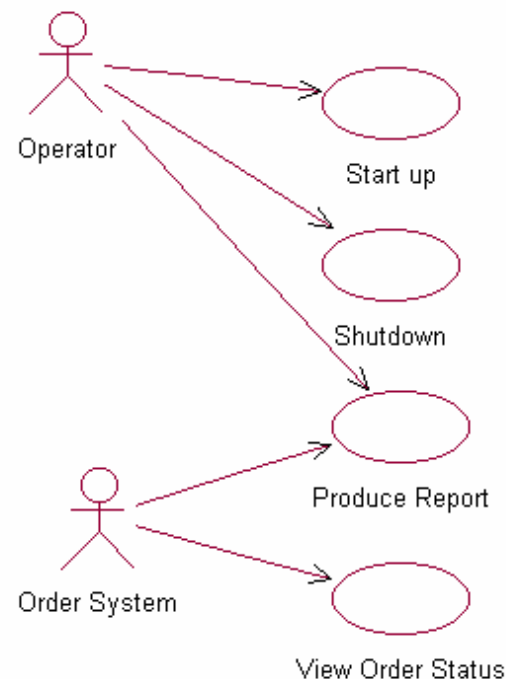 Operator
Start up
Shutdown
Produce Report
Order System
View Order Status